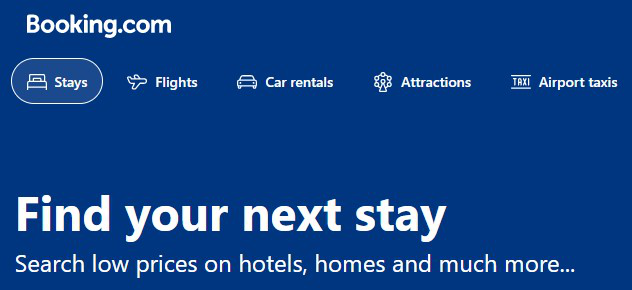 Booking.com
Stays Flights Car rentals Attractions TAXI Airport taxis
Find your next stay
Search low prices on hotels, homes and much more...